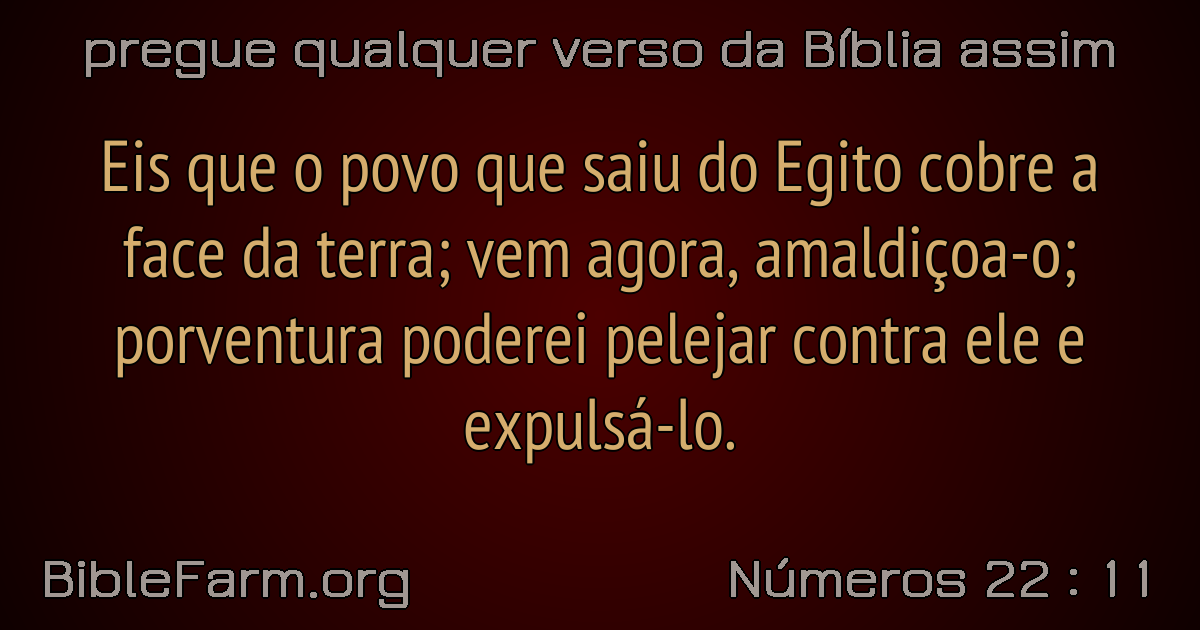 pregue qualquer verso da Bíblia assim
Eis que o povo que saiu do Egito cobre a
face da terra; vem agora, amaldiçoa-o;
porventura poderei pelejar contra ele e
expulsá-lo.
BibleFarm.org
Números 22 : 11